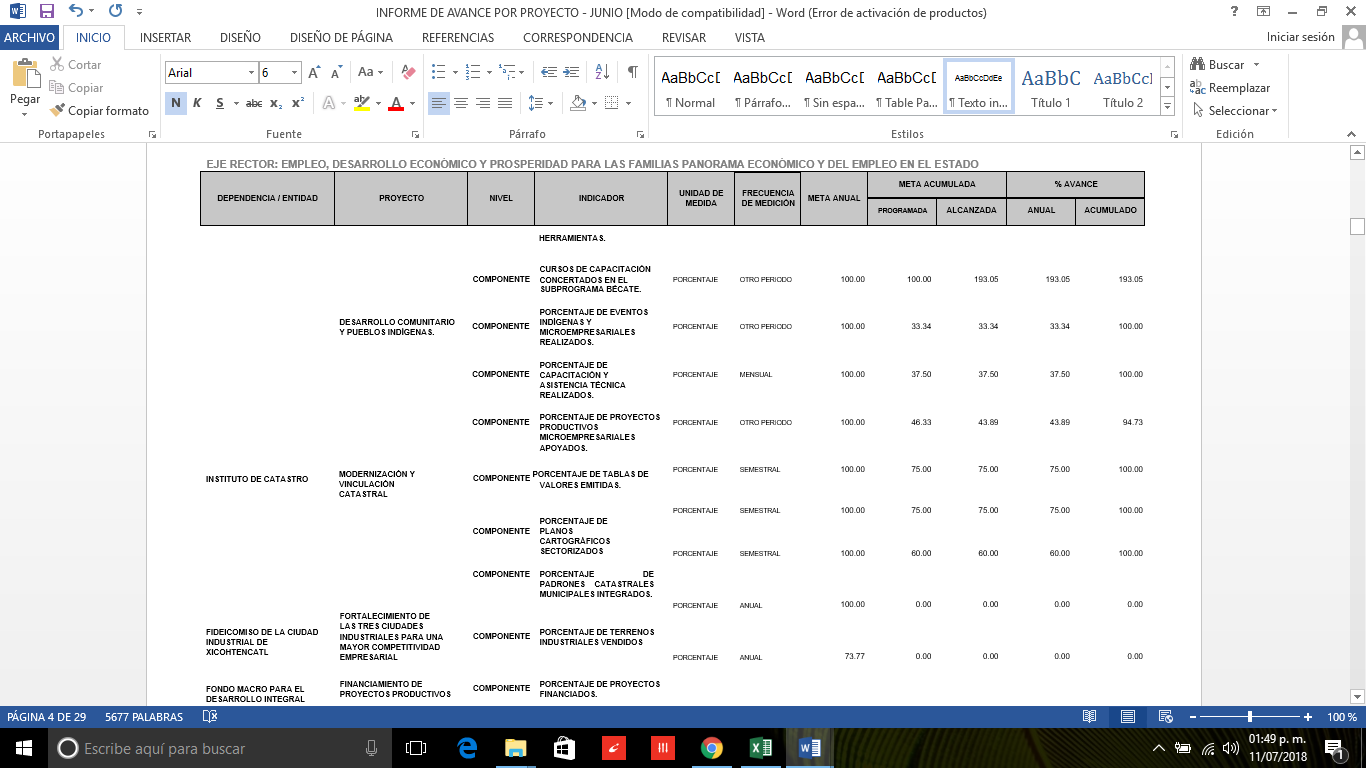 INFORME DE AVANCE POR PROYECTO - JUNIO [Modo de compatibilidad] - Word (Error de activación de productos)
ARCHIVO INICIO INSERTAR DISEÑO DISEÑO DE PÁGINA REFERENCIAS CORRESPONDENCIA REVISAR VISTA Iniciar sesión
Pegar
Cortar
Copiar
Copiar formato
Portapapeles
Arial 6
N K S abc x₂ x²
Fuente
Párrafo
AaBbCcI AaBbCcI AaBbCcI AaBbCcI AaBbCcDdEe AaBbC AaBbCcI
¶ Normal ¶ Párrafo... ¶ Sin espa... ¶ Table Pa... ¶ Texto in... Título 1 Título 2
Estilos
Buscar
Reemplazar
Seleccionar
Edición
EJE RECTOR: EMPLEO, DESARROLLO ECONÓMICO Y PROSPERIDAD PARA LAS FAMILIAS PANORAMA ECONÓMICO Y DEL EMPLEO EN EL ESTADO
DEPENDENCIA / ENTIDAD PROYECTO NIVEL INDICADOR UNIDAD DE MEDIDA FRECUENCIA DE MEDICIÓN META ANUAL META ACUMULADA % AVANCE
PROGRAMADA ALCANZADA ANUAL ACUMULADO
HERRAMIENTAS.
CURSOS DE CAPACITACIÓN
COMPONENTE CONCERTADOS EN EL PORCENTAJE OTRO PERIODO 100.00 100.00 193.05 193.05 193.05
SUBPROGRAMA BÉCATE.
PORCENTAJE DE EVENTOS
DESARROLLO COMUNITARIO INDÍGENAS Y
Y PUEBLOS INDÍGENAS. COMPONENTE MICROEMPRESARIALES PORCENTAJE OTRO PERIODO 100.00 33.34 33.34 33.34 100.00
REALIZADOS.
PORCENTAJE DE
COMPONENTE CAPACITACIÓN Y PORCENTAJE MENSUAL 100.00 37.50 37.50 37.50 100.00
ASISTENCIA TÉCNICA
REALIZADOS.
PORCENTAJE DE PROYECTOS
COMPONENTE PRODUCTIVOS PORCENTAJE OTRO PERIODO 100.00 46.33 43.89 43.89 94.73
MICROEMPRESARIALES
APOYADOS.
PORCENTAJE SEMESTRAL 100.00 75.00 75.00 75.00 100.00
MODERNIZACIÓN Y COMPONENTE PORCENTAJE DE TABLAS DE
INSTITUTO DE CATASTRO VINCULACIÓN VALORES EMITIDAS.
CATASTRAL
PORCENTAJE SEMESTRAL 100.00 75.00 75.00 75.00 100.00
PORCENTAJE DE
COMPONENTE PLANOS
CARTOGRÁFICOS
SECTORIZADOS PORCENTAJE SEMESTRAL 100.00 60.00 60.00 60.00 100.00
COMPONENTE PORCENTAJE DE
PADRONES CATASTRALES
MUNICIPALES INTEGRADOS.
PORCENTAJE ANUAL 100.00 0.00 0.00 0.00 0.00
FORTALECIMIENTO DE
LAS TRES CIUDADES
FIDEICOMISO DE LA CIUDAD INDUSTRIALES PARA UNA COMPONENTE PORCENTAJE DE TERRENOS
INDUSTRIAL DE MAYOR COMPETITIVIDAD INDUSTRIALES VENDIDOS
XICOHTENCATL EMPRESARIAL PORCENTAJE ANUAL 73.77 0.00 0.00 0.00 0.00
FONDO MACRO PARA EL FINANCIAMIENTO DE COMPONENTE PORCENTAJE DE PROYECTOS
DESARROLLO INTEGRAL PROYECTOS PRODUCTIVOS FINANCIADOS.
PÁGINA 4 DE 29 5677 PALABRAS 100 %
Escribe aquí para buscar
01:49 p. m.
11/07/2018